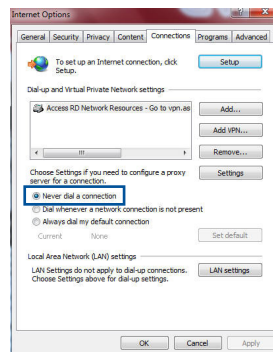 Internet Options
General Security Privacy Content Connections Programs Advanced
To set up an Internet connection, click Setup.
Setup
Dial-up and Virtual Private Network settings
Access RD Network Resources - Go to vpn.as
Add...
Add VPN...
Remove...
Choose Settings if you need to configure a proxy server for a connection.
Settings
Never dial a connection
Dial whenever a network connection is not present
Always dial my default connection
Current None
Set default
Local Area Network (LAN) settings
LAN Settings do not apply to dial-up connections. Choose Settings above for dial-up settings.
LAN settings
OK Cancel Apply